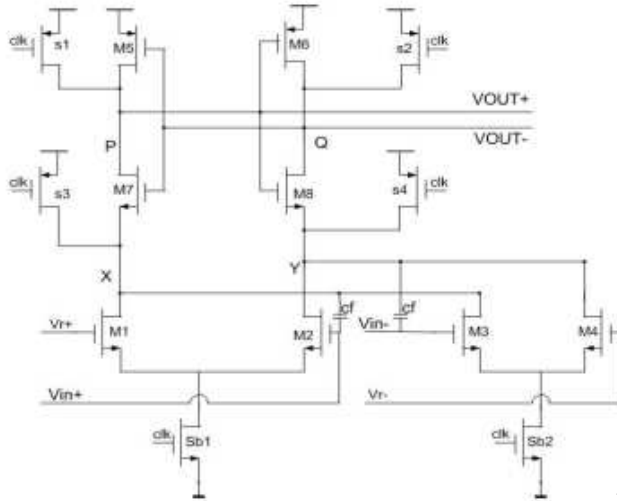 clk s1 M5 M6 s2 clk
VOUT+
P Q VOUT-
clk s3 M7 M8 s4 clk
X Y
Vr+ M1 M2 cf Vin- cf M3 M4
Vin+ Vr-
clk Sb1 clk Sb2